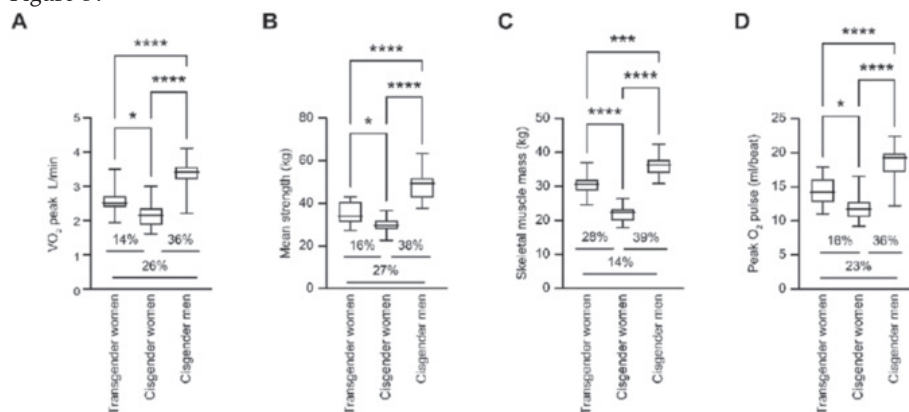 A
B
C
D
****
****
*
VO₂ peak L/min
5
4
3
2
1
0
14%
36%
26%
Transgender women
Cisgender women
Cisgender men
****
****
*
Mean strength (kg)
80
60
40
20
0
16%
38%
27%
Transgender women
Cisgender women
Cisgender men
***
****
****
Skeletal muscle mass (kg)
50
40
30
20
10
0
28%
39%
14%
Transgender women
Cisgender women
Cisgender men
****
****
*
Peak O₂ pulse (ml/beat)
25
20
15
10
5
0
18%
36%
23%
Transgender women
Cisgender women
Cisgender men